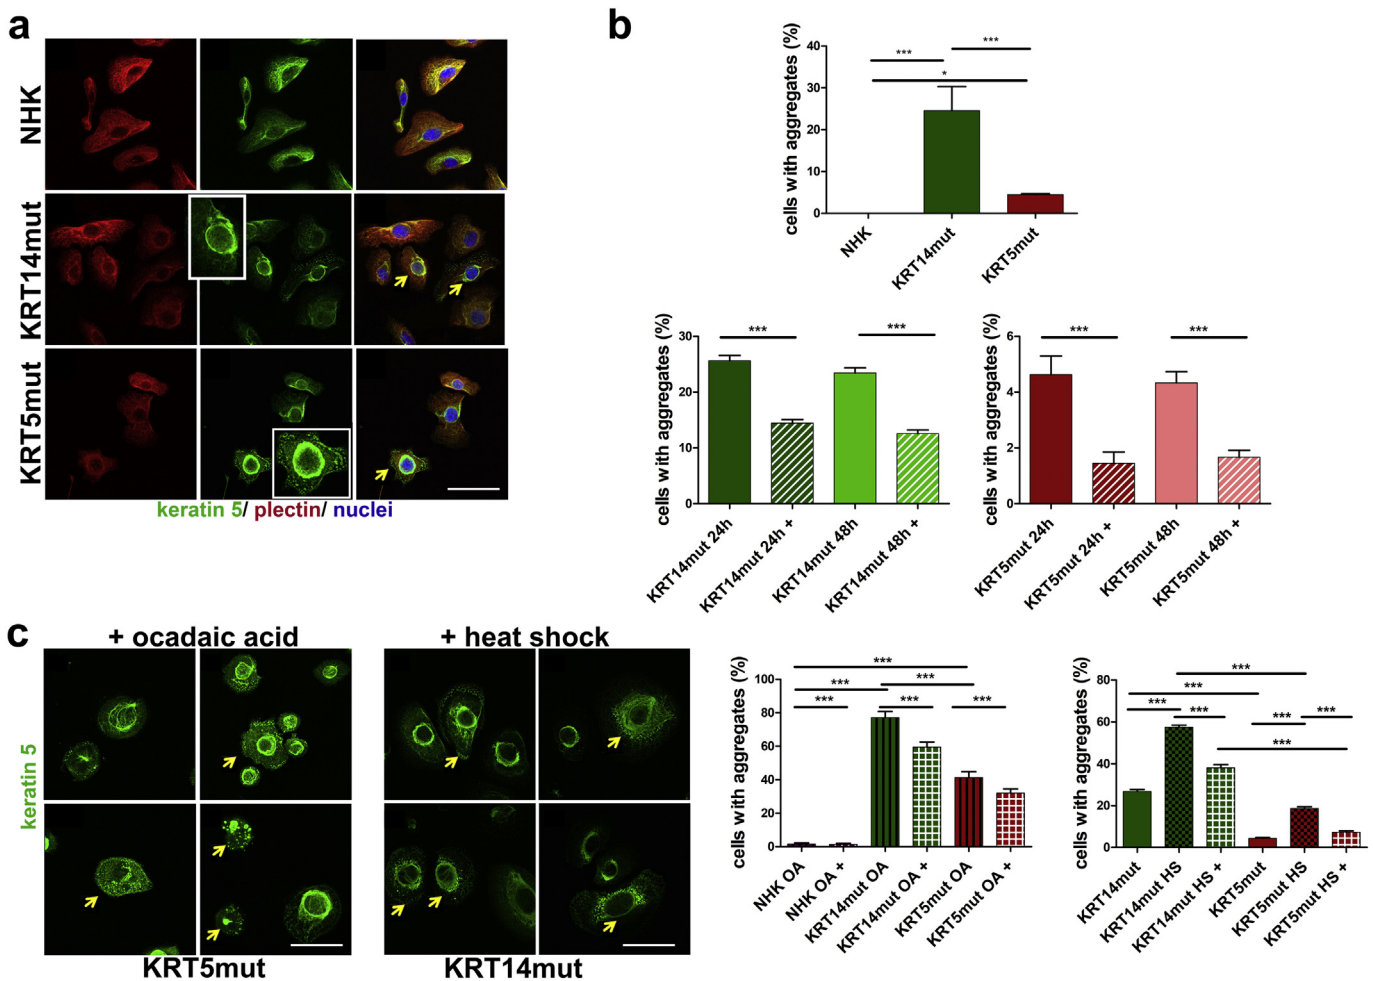 a
NHK
KRT14mut
KRT5mut
keratin 5/ plectin/ nuclei
b
cells with aggregates (%)
40
30
20
10
0
***
***
*
NHK
KRT14mut
KRT5mut
cells with aggregates (%)
30
20
10
0
***
***
KRT14mut 24h
KRT14mut 24h +
KRT14mut 48h
KRT14mut 48h +
cells with aggregates (%)
6
4
2
0
***
***
KRT5mut 24h
KRT5mut 24h +
KRT5mut 48h
KRT5mut 48h +
c
+ ocadaic acid
+ heat shock
keratin 5
KRT5mut
KRT14mut
cells with aggregates (%)
100
80
60
40
20
0
***
***
***
***
***
***
NHK OA
NHK OA +
KRT14mut OA
KRT14mut OA +
KRT5mut OA
KRT5mut OA +
cells with aggregates (%)
80
60
40
20
0
***
***
***
***
***
***
***
KRT14mut
KRT14mut HS
KRT14mut HS +
KRT5mut
KRT5mut HS
KRT5mut HS +